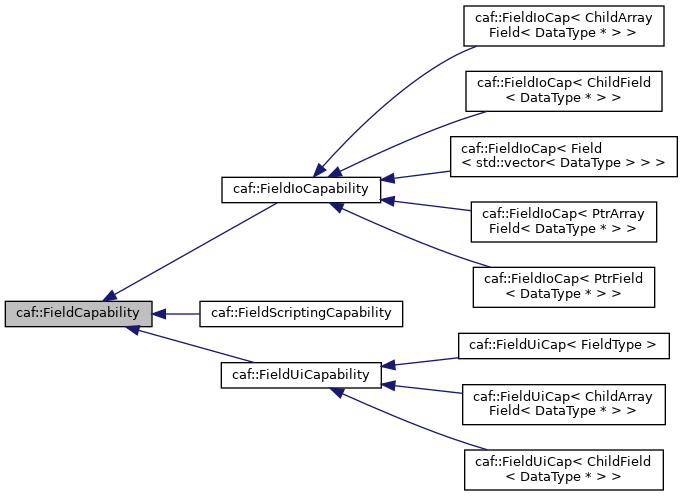 caf::FieldIoCap< ChildArray
Field< DataType * > >
caf::FieldIoCap< ChildField
< DataType * > >
caf::FieldIoCap< Field
< std::vector< DataType > > >
caf::FieldIoCapability
caf::FieldIoCap< PtrArray
Field< DataType * > >
caf::FieldIoCap< PtrField
< DataType * > >
caf::FieldCapability
caf::FieldScriptingCapability
caf::FieldUiCap< FieldType >
caf::FieldUiCapability
caf::FieldUiCap< ChildArray
Field< DataType * > >
caf::FieldUiCap< ChildField
< DataType * > >